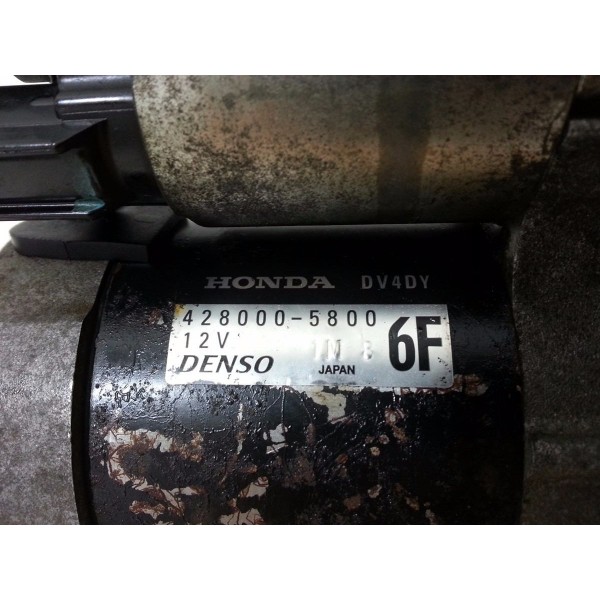 HONDA DV4DY
428000-5800
12V
6F
DENSO JAPAN